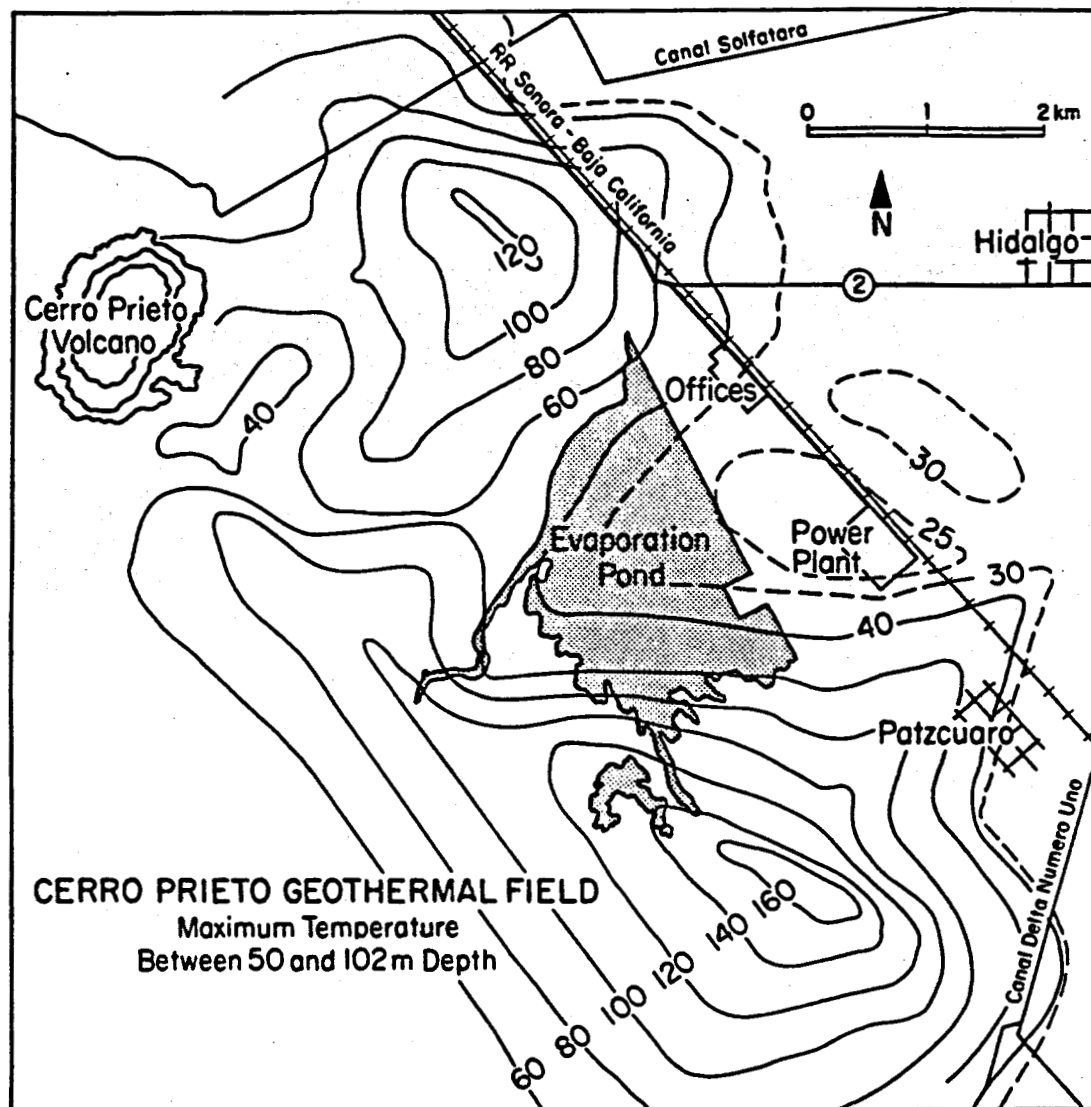 Canal Solfatara
RR Sonora - Baja California
0 1 2 km
N
Hidalgo
2
Cerro Prieto
Volcano
120
100
80
60
40
Offices
30
Power
Plant
25
Evaporation
Pond
30
40
Patzcuaro
Canal Delta Numero Uno
CERRO PRIETO GEOTHERMAL FIELD
Maximum Temperature
Between 50 and 102 m Depth
160
140
120
100
80
60